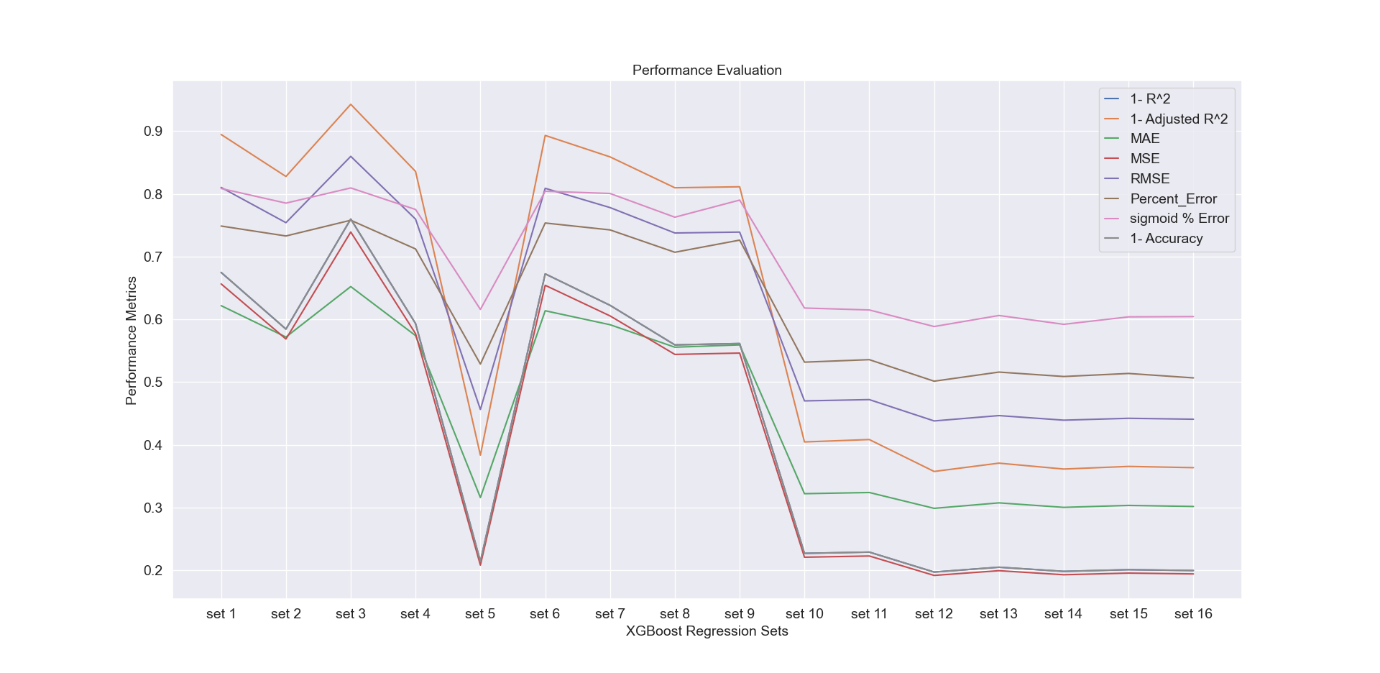 Performance Evaluation
1- R^2
1- Adjusted R^2
MAE
MSE
RMSE
Percent_Error
sigmoid % Error
1- Accuracy
Performance Metrics
0.9
0.8
0.7
0.6
0.5
0.4
0.3
0.2
set 1 set 2 set 3 set 4 set 5 set 6 set 7 set 8 set 9 set 10 set 11 set 12 set 13 set 14 set 15 set 16
XGBoost Regression Sets